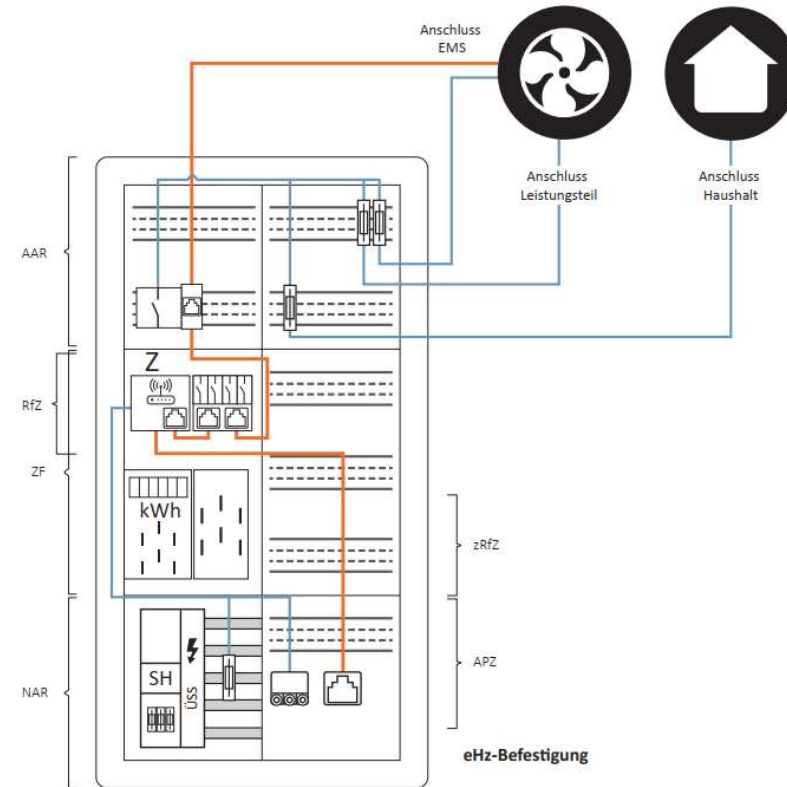 Anschluss
EMS
Anschluss
Leistungsteil
Anschluss
Haushalt
AAR
Z
RfZ
ZF
kWh
zRfZ
APZ
NAR
SH
ÜSS
eHz-Befestigung